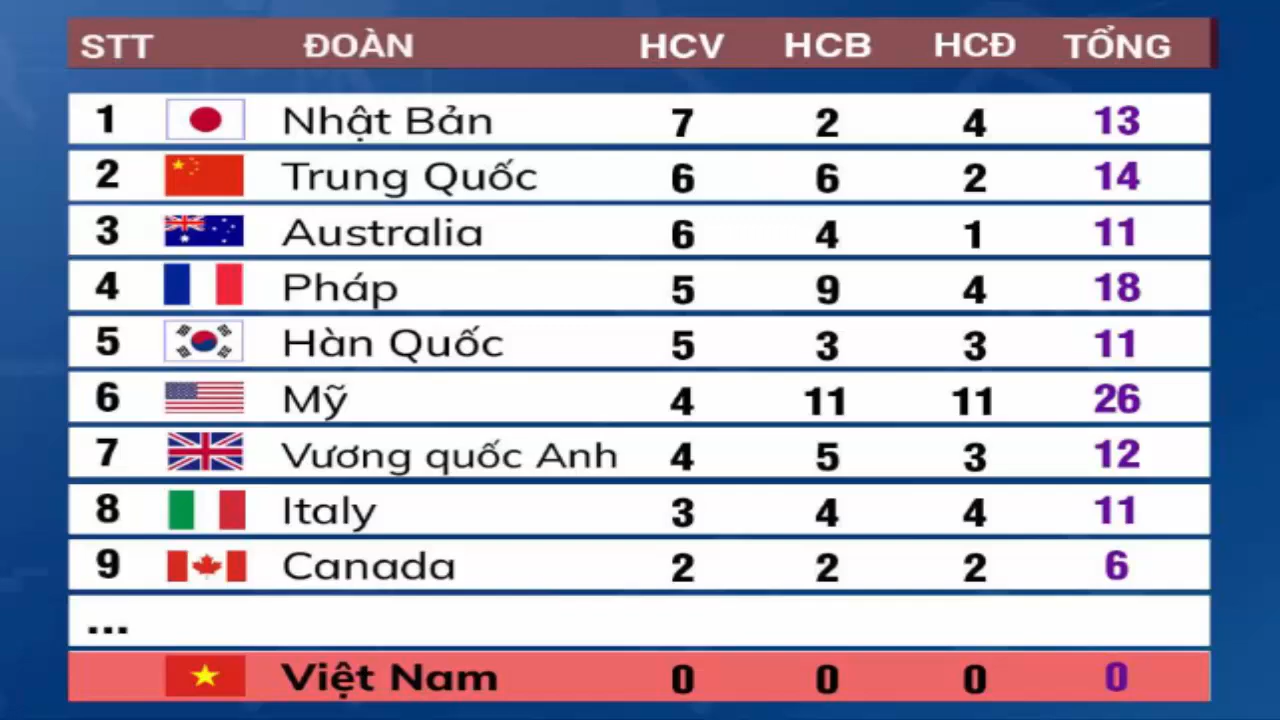 STT ĐOÀN HCV HCB HCĐ TỔNG
1 Nhật Bản 7 2 4 13
2 Trung Quốc 6 6 2 14
3 Australia 6 4 1 11
4 Pháp 5 9 4 18
5 Hàn Quốc 5 3 3 11
6 Mỹ 4 11 11 26
7 Vương quốc Anh 4 5 3 12
8 Italy 3 4 4 11
9 Canada 2 2 2 6
...
Việt Nam 0 0 0 0